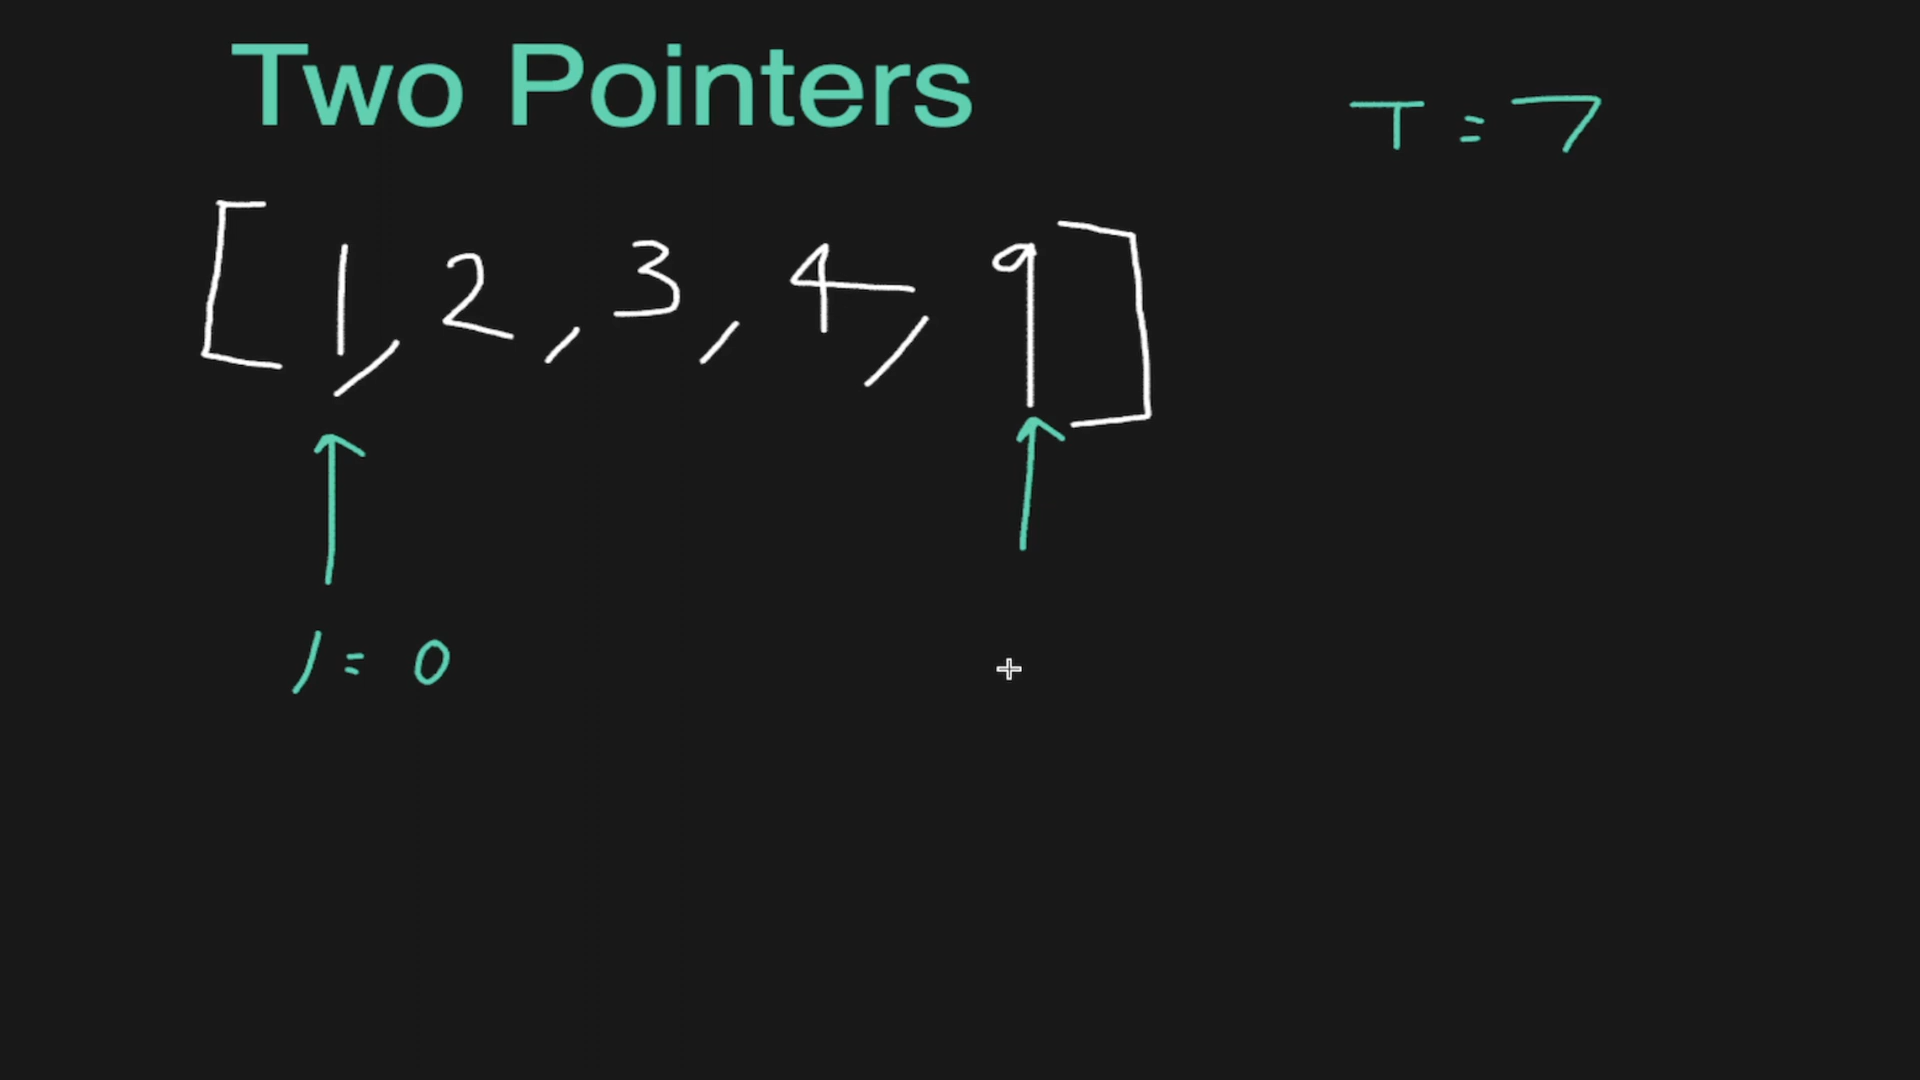 Two Pointers
T = 7
[1, 2, 3, 4, 9]
l = 0